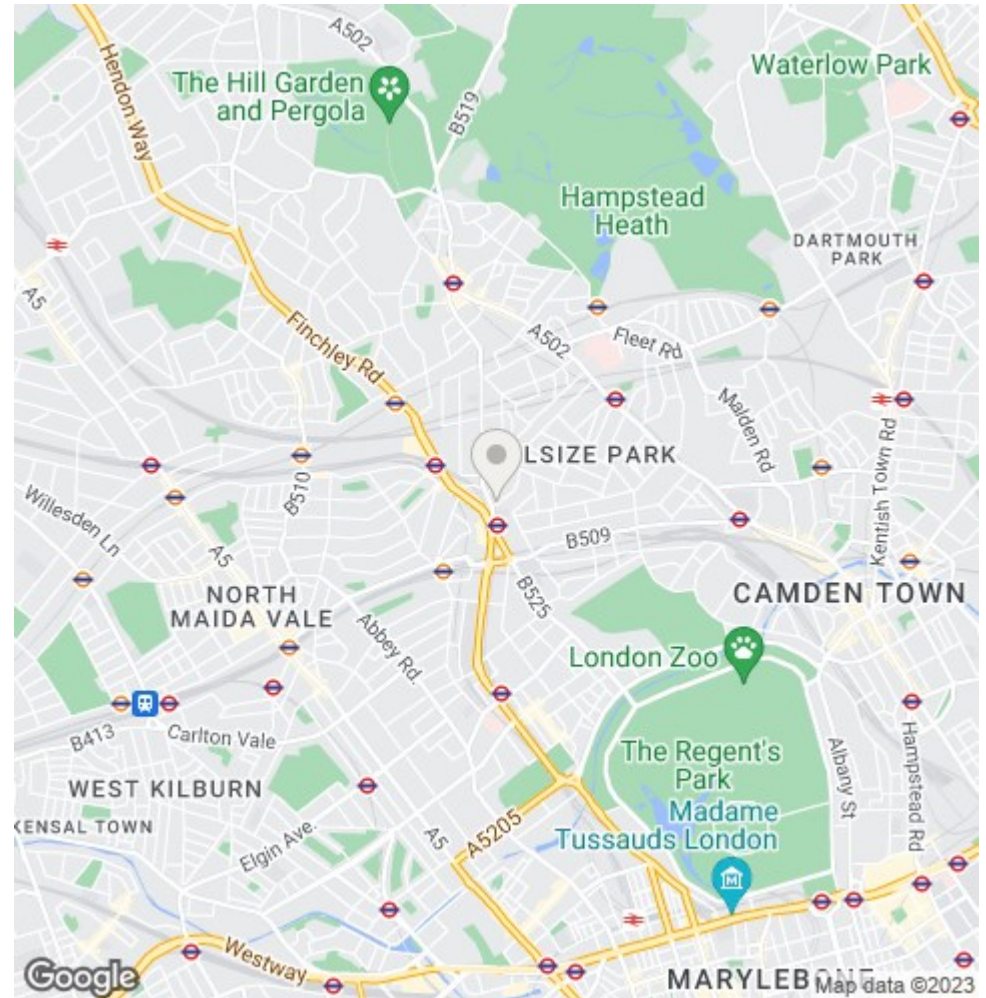 A502
The Hill Garden
and Pergola
B519
Waterlow Park
Hendon Way
Hampstead
Heath
DARTMOUTH
PARK
A5
Finchley Rd
A502
Fleet Rd
Malden Rd
LSIZE PARK
Kentish Town Rd
B510
Willesden Ln
A5
B509
NORTH
MAIDA VALE
B525
CAMDEN TOWN
Abbey Rd.
London Zoo
B413
Carlton Vale
Albany St
Hampstead Rd
The Regent's
Park
WEST KILBURN
Madame
Tussauds London
KENSAL TOWN
Elgin Ave.
A5
A5205
M
Westway
Google
MARYLEBONE
Map data ©2023